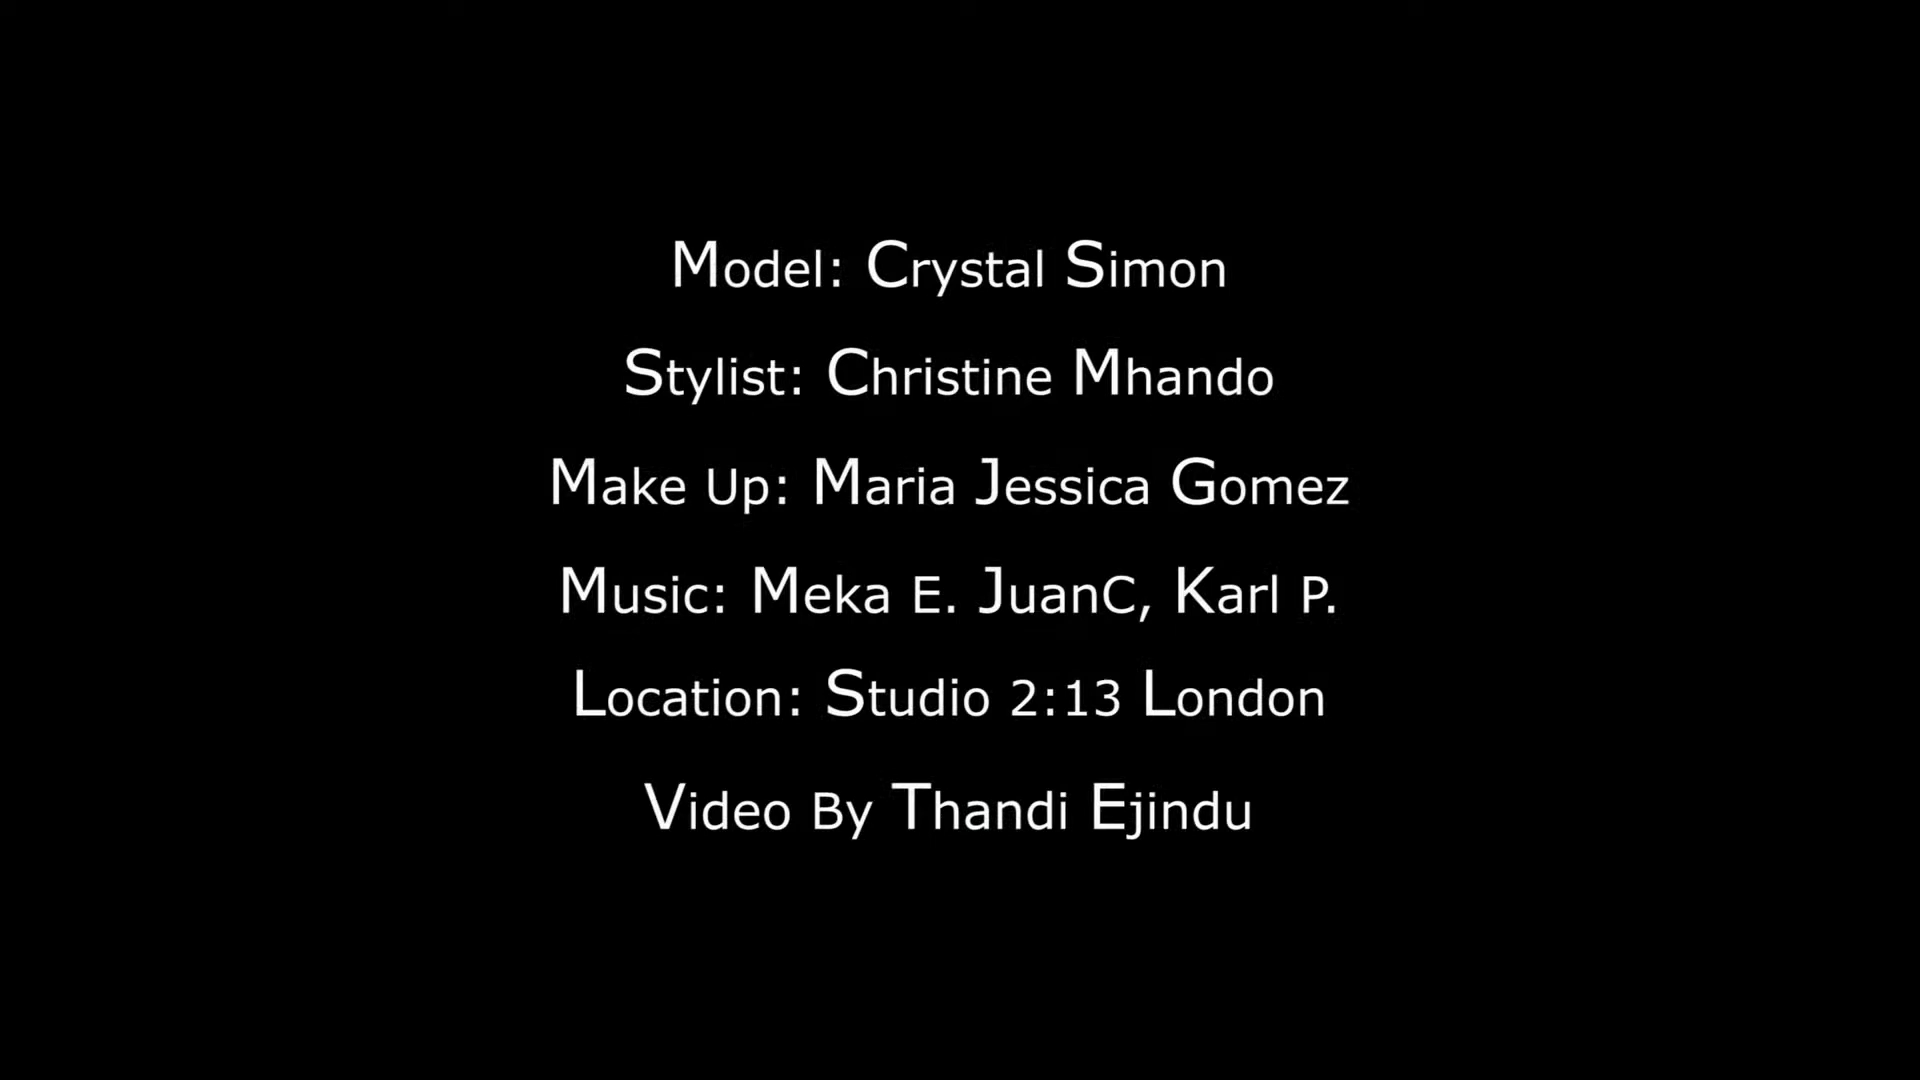 Model: Crystal Simon
Stylist: Christine Mhando
Make Up: Maria Jessica Gomez
Music: Meka E. JuanC, Karl P.
Location: Studio 2:13 London
Video By Thandi Ejindu